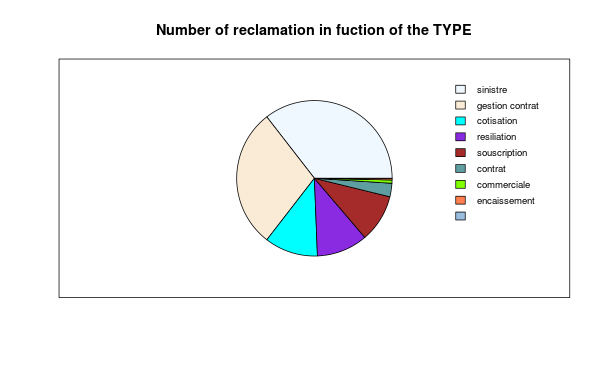 Number of reclamation in fuction of the TYPE
sinistre
gestion contrat
cotisation
resiliation
souscription
contrat
commerciale
encaissement